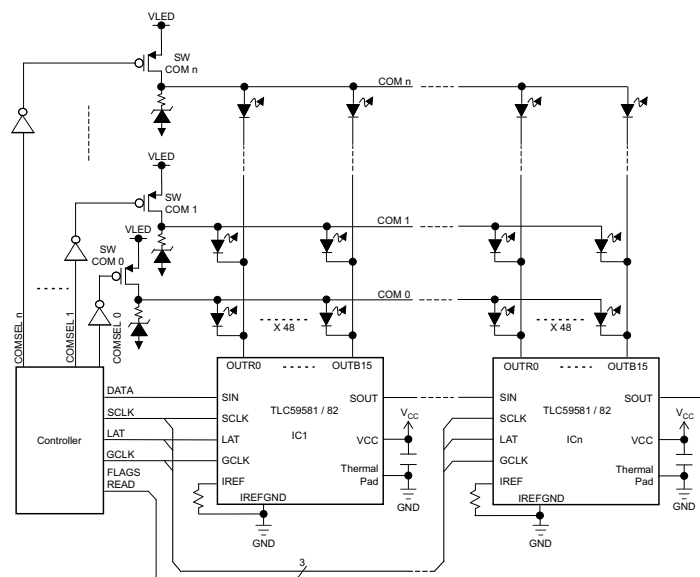 VLED
SW
COM n
COM n
VLED
SW
COM 1
COM 1
VLED
SW
COM 0
COM 0
COMSEL n
COMSEL 1
COMSEL 0
X 48
X 48
OUTR0
OUTB15
OUTR0
OUTB15
Controller
DATA
SCLK
LAT
GCLK
FLAGS
READ
SIN
SCLK
LAT
GCLK
IREF
IREFGND
TLC59581 / 82
IC1
SOUT
VCC
Thermal
Pad
VCC
GND
GND
SIN
SCLK
LAT
GCLK
IREF
IREFGND
TLC59581 / 82
ICn
SOUT
VCC
Thermal
Pad
VCC
GND
GND
3